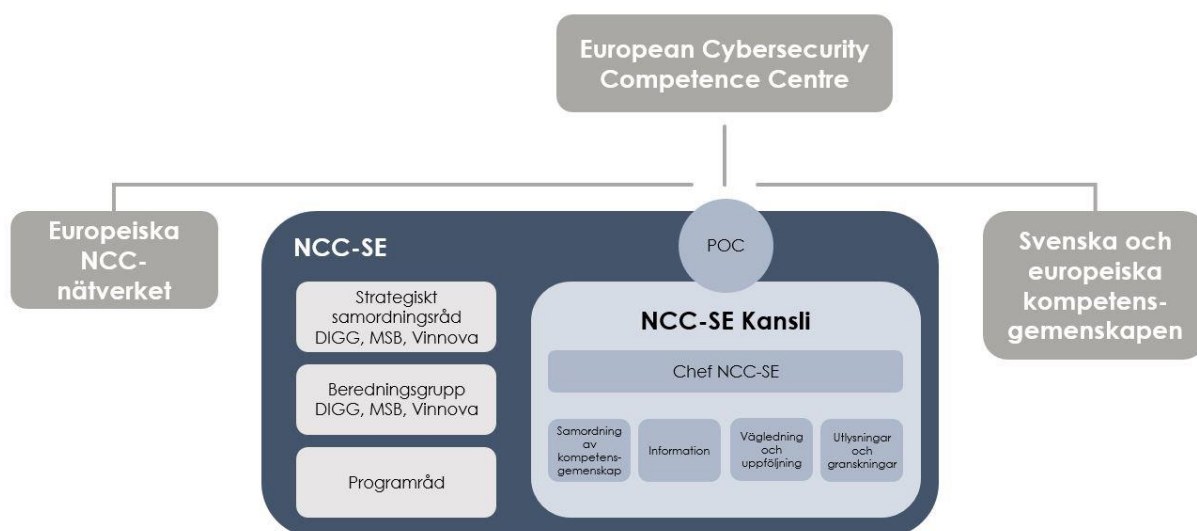 European Cybersecurity
Competence Centre
Europeiska
NCC-
nätverket
NCC-SE
POC
Svenska och
europeiska
kompetens-
gemenskapen
Strategiskt
samordningsråd
DIGG, MSB, Vinnova
Beredningsgrupp
DIGG, MSB, Vinnova
Programråd
NCC-SE Kansli
Chef NCC-SE
Samordning
av
kompetens-
gemenskap
Information
Vägledning
och
uppföljning
Utlysningar
och
granskningar